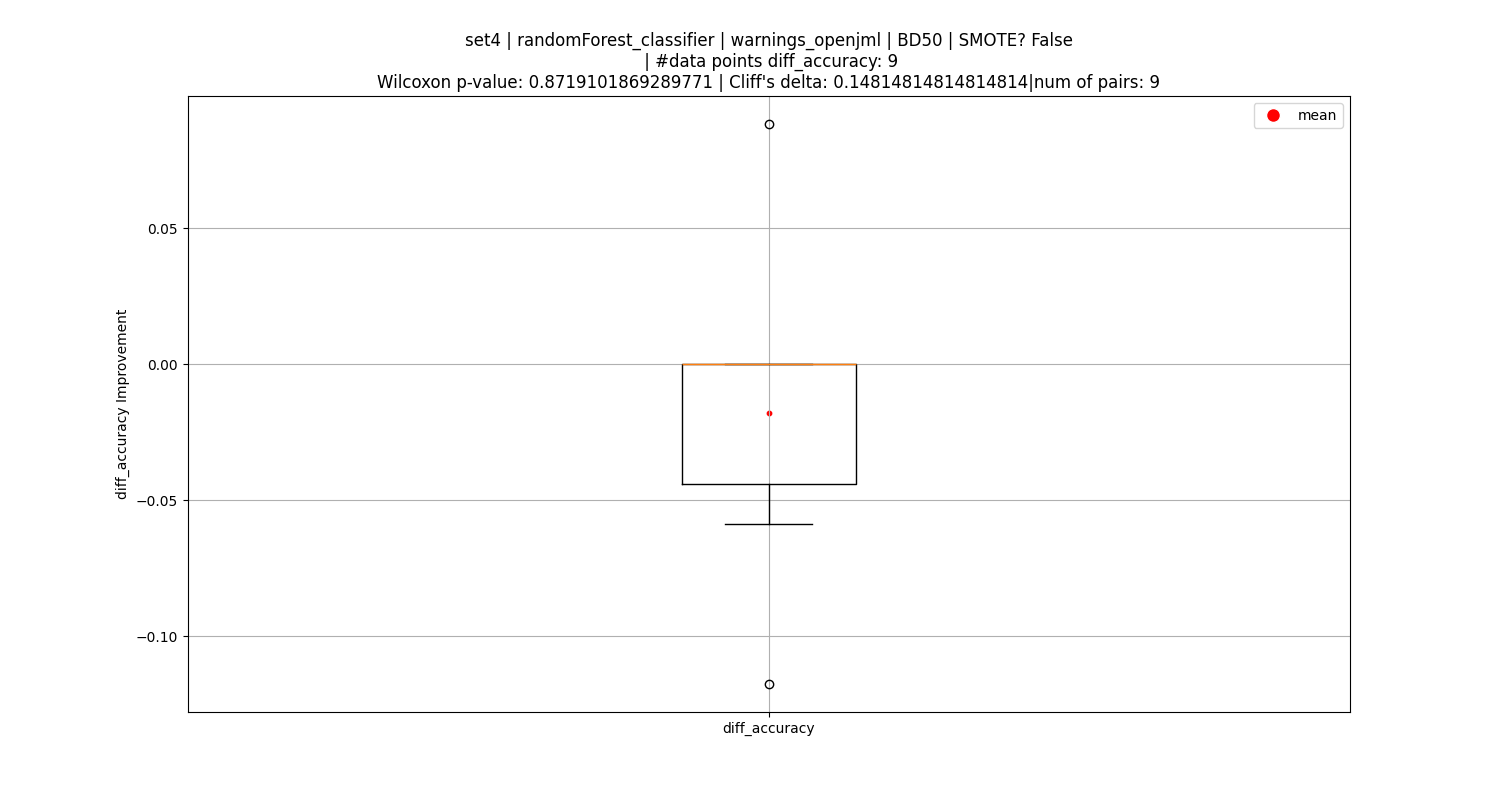 set4 | randomForest_classifier | warnings_openjml | BD50 | SMOTE? False
| #data points diff_accuracy: 9
Wilcoxon p-value: 0.8719101869289771 | Cliff's delta: 0.14814814814814814|num of pairs: 9
mean
0.05
0.00
−0.05
−0.10
diff_accuracy Improvement
diff_accuracy